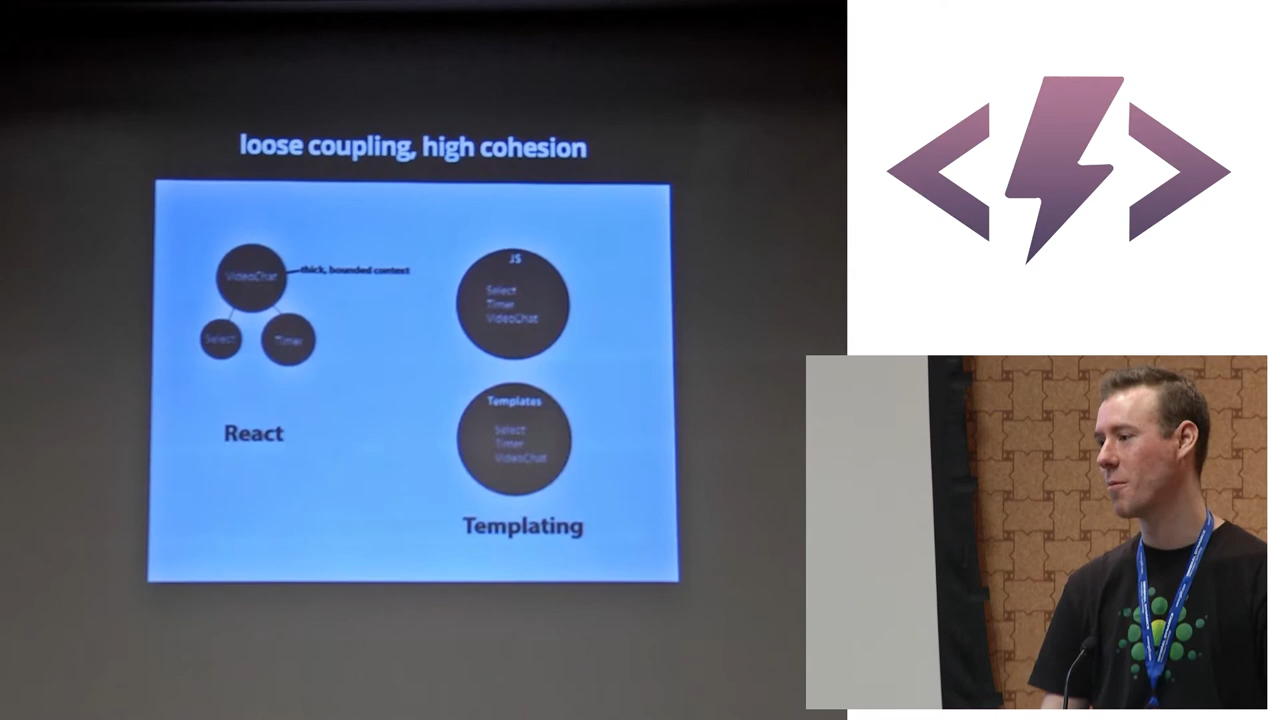 loose coupling, high cohesion
VideoChat
thick, bounded context
Select
Timer
React
JS
Select
Timer
VideoChat
Templates
Select
Timer
VideoChat
Templating